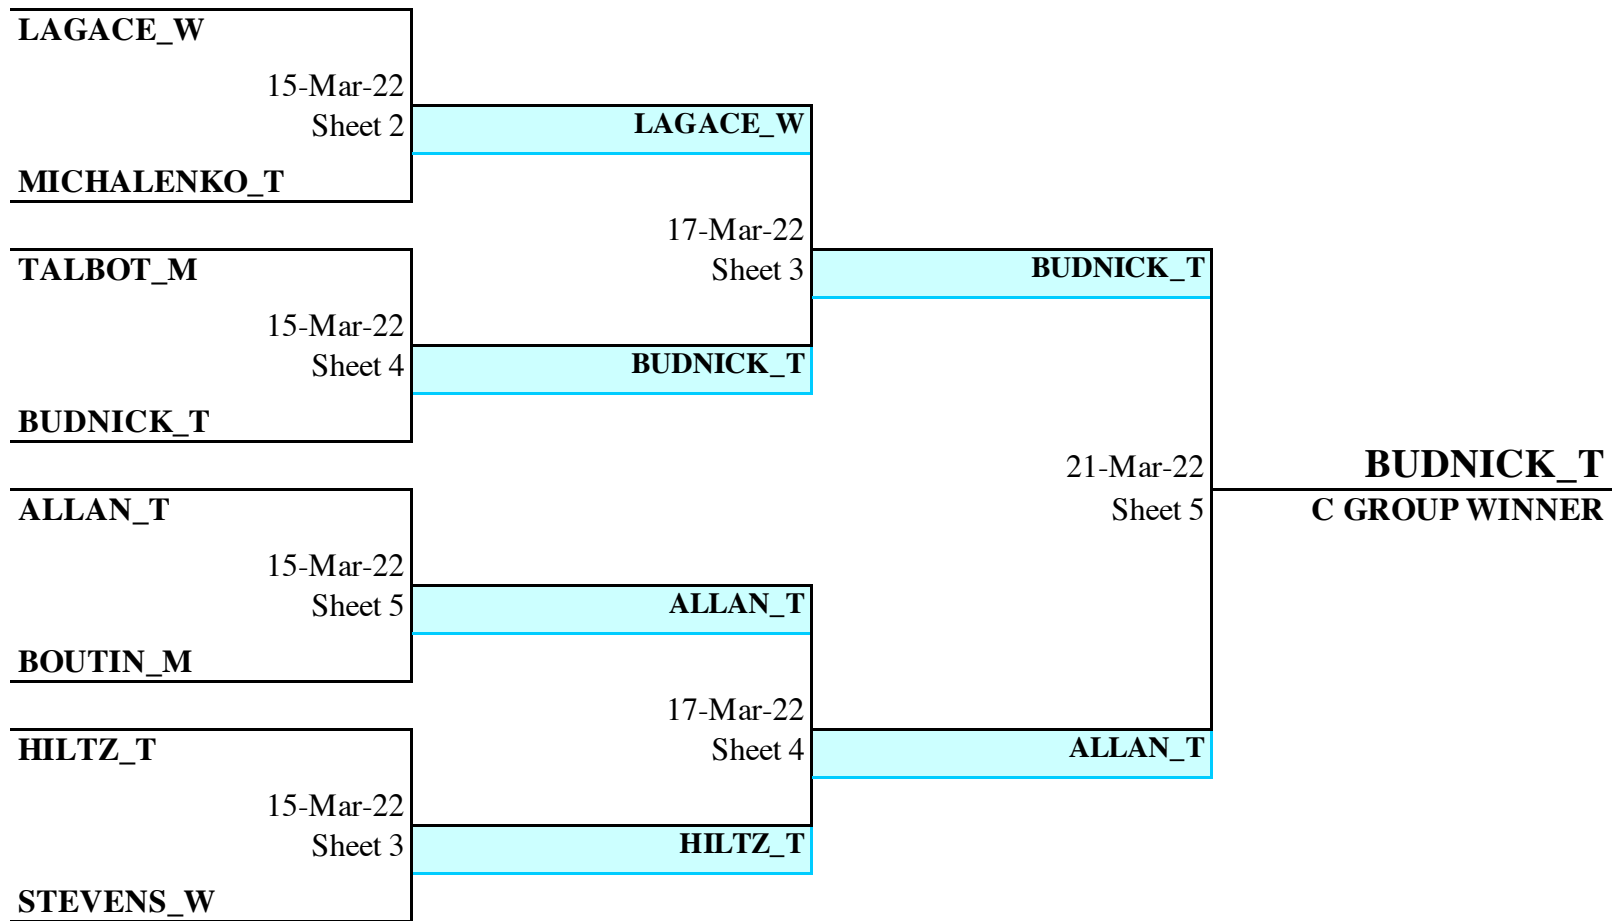 LAGACE_W
15-Mar-22
Sheet 2
LAGACE_W
MICHALENKO_T
17-Mar-22
Sheet 3
BUDNICK_T
TALBOT_M
15-Mar-22
Sheet 4
BUDNICK_T
BUDNICK_T
21-Mar-22
Sheet 5
BUDNICK_T
C GROUP WINNER
ALLAN_T
15-Mar-22
Sheet 5
ALLAN_T
BOUTIN_M
17-Mar-22
Sheet 4
ALLAN_T
HILTZ_T
15-Mar-22
Sheet 3
HILTZ_T
STEVENS_W